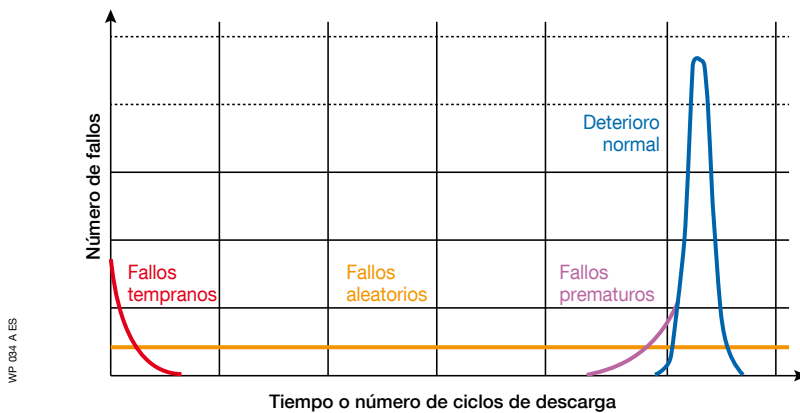 Número de fallos
Deterioro
normal
Fallos
tempranos
Fallos
aleatorios
Fallos
prematuros
WP 034 A ES
Tiempo o número de ciclos de descarga